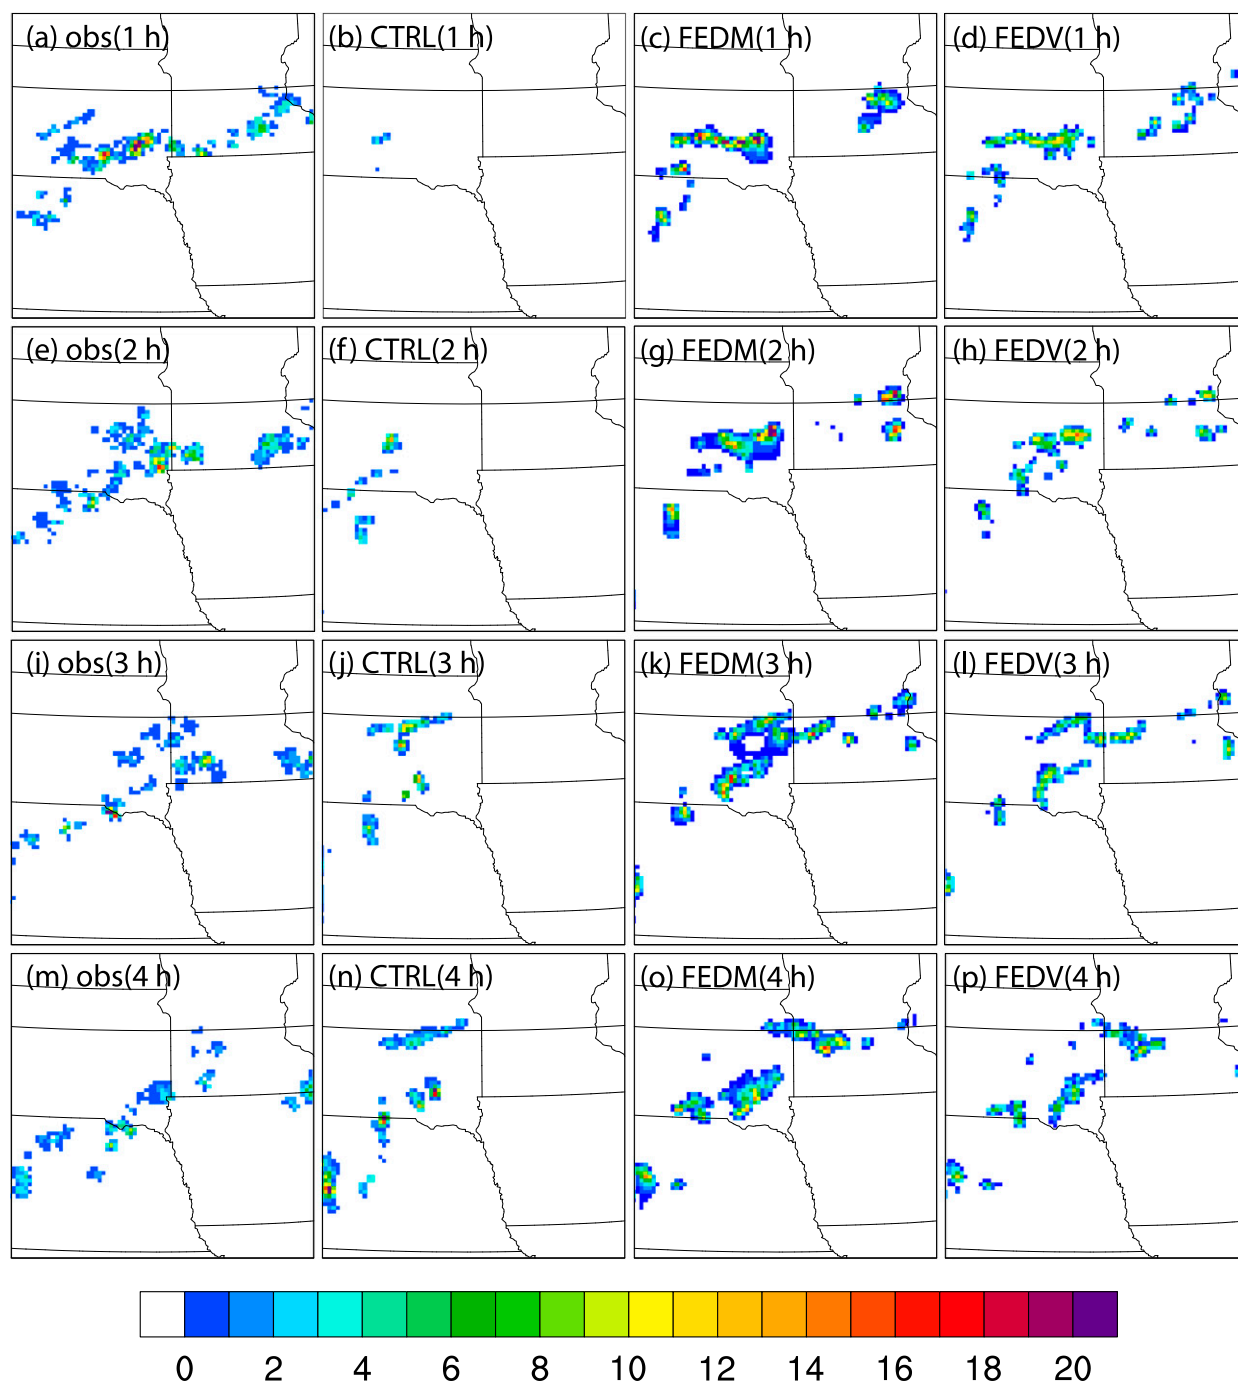 (a) obs(1 h)
(b) CTRL(1 h)
(c) FEDM(1 h)
(d) FEDV(1 h)
(e) obs(2 h)
(f) CTRL(2 h)
(g) FEDM(2 h)
(h) FEDV(2 h)
(i) obs(3 h)
(j) CTRL(3 h)
(k) FEDM(3 h)
(l) FEDV(3 h)
(m) obs(4 h)
(n) CTRL(4 h)
(o) FEDM(4 h)
(p) FEDV(4 h)
0 2 4 6 8 10 12 14 16 18 20